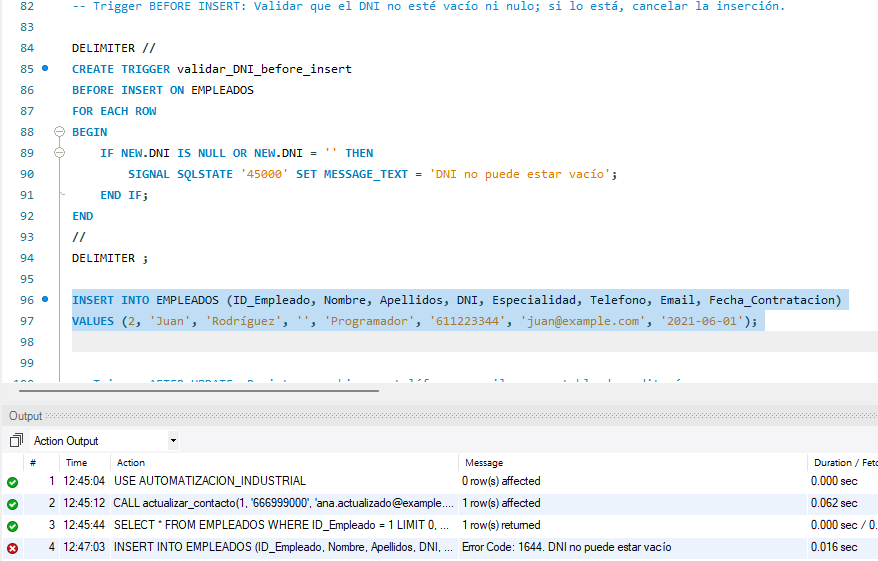 82 -- Trigger BEFORE INSERT: Validar que el DNI no esté vacío ni nulo; si lo está, cancelar la inserción.
83
84 DELIMITER //
85 CREATE TRIGGER validar_DNI_before_insert
86 BEFORE INSERT ON EMPLEADOS
87 FOR EACH ROW
88 BEGIN
89 IF NEW.DNI IS NULL OR NEW.DNI = '' THEN
90 SIGNAL SQLSTATE '45000' SET MESSAGE_TEXT = 'DNI no puede estar vacío';
91 END IF;
92 END
93 //
94 DELIMITER ;
95
96 INSERT INTO EMPLEADOS (ID_Empleado, Nombre, Apellidos, DNI, Especialidad, Telefono, Email, Fecha_Contratacion)
97 VALUES (2, 'Juan', 'Rodríguez', '', 'Programador', '611223344', 'juan@example.com', '2021-06-01');
98
99
Output
Action Output
# Time Action Message Duration / Fetc
1 12:45:04 USE AUTOMATIZACION_INDUSTRIAL 0 row(s) affected 0.000 sec
2 12:45:12 CALL actualizar_contacto(1, '666999000', 'ana.actualizado@example.... 1 row(s) affected 0.062 sec
3 12:45:44 SELECT * FROM EMPLEADOS WHERE ID_Empleado = 1 LIMIT 0, ... 1 row(s) returned 0.000 sec / 0.
4 12:47:03 INSERT INTO EMPLEADOS (ID_Empleado, Nombre, Apellidos, DNI, ... Error Code: 1644. DNI no puede estar vacío 0.016 sec